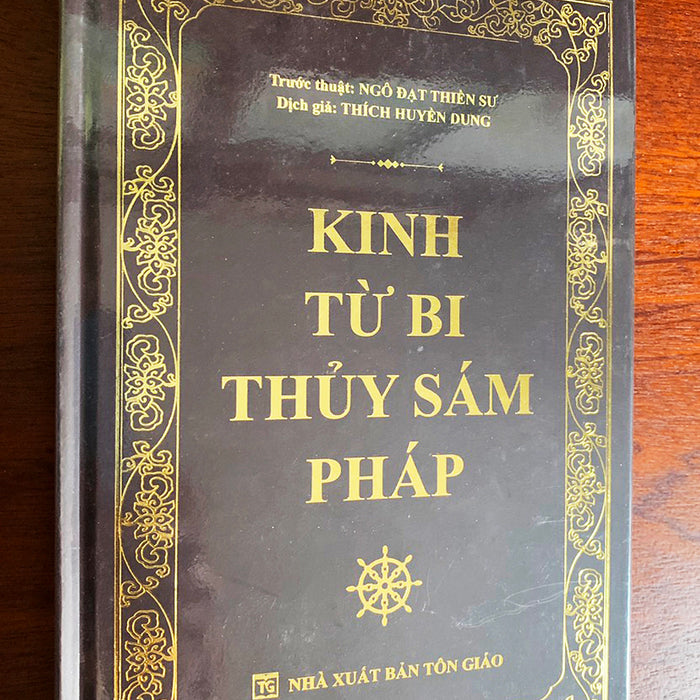 Trước thuật: NGÔ ĐẠT THIỀN SƯ
Dịch giả: THÍCH HUYỀN DUNG
KINH
TỪ BI
THỦY SÁM
PHÁP
TG NHÀ XUẤT BẢN TÔN GIÁO